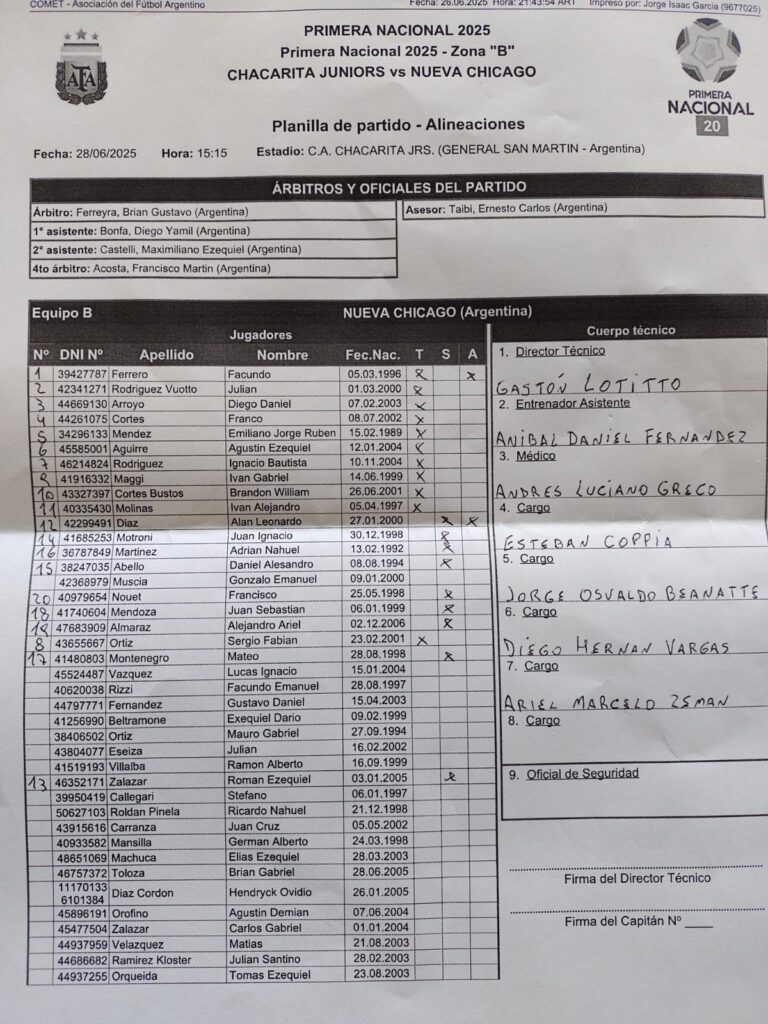 COMET - Asociación del Fútbol Argentino Fecha: 26.06.2025 Hora: 21:43:54 ART Impreso por: Jorge Isaac Garcia (9677025)
PRIMERA NACIONAL 2025
Primera Nacional 2025 - Zona "B"
CHACARITA JUNIORS vs NUEVA CHICAGO
AFA
PRIMERA
NACIONAL
20
Planilla de partido - Alineaciones
Fecha: 28/06/2025 Hora: 15:15 Estadio: C.A. CHACARITA JRS. (GENERAL SAN MARTIN - Argentina)
ÁRBITROS Y OFICIALES DEL PARTIDO
Árbitro: Ferreyra, Brian Gustavo (Argentina)
1° asistente: Bonfa, Diego Yamil (Argentina)
2° asistente: Castelli, Maximiliano Ezequiel (Argentina)
4to árbitro: Acosta, Francisco Martin (Argentina)
Asesor: Taibi, Ernesto Carlos (Argentina)
Equipo B NUEVA CHICAGO (Argentina)
Jugadores
Nº DNI Nº Apellido Nombre Fec.Nac. T S A
1 39427787 Ferrero Facundo 05.03.1996 x x
2 42341271 Rodriguez Vuotto Julian 01.03.2000 x
3 44669130 Arroyo Diego Daniel 07.02.2003 x
4 44261075 Cortes Franco 08.07.2002 x
5 34296133 Mendez Emiliano Jorge Ruben 15.02.1989 x
6 45585001 Aguirre Agustin Ezequiel 12.01.2004 x
7 46214824 Rodriguez Ignacio Bautista 10.11.2004 x
9 41916332 Maggi Ivan Gabriel 14.06.1999 x
10 43327397 Cortes Bustos Brandon William 26.06.2001 x
11 40335430 Molinas Ivan Alejandro 05.04.1997 x
12 42299491 Diaz Alan Leonardo 27.01.2000 x x
14 41685253 Motroni Juan Ignacio 30.12.1998 x
16 36787849 Martinez Adrian Nahuel 13.02.1992 x
15 38247035 Abello Daniel Alesandro 08.08.1994 x
42368979 Muscia Gonzalo Emanuel 09.01.2000
20 40979654 Nouet Francisco 25.05.1998 x
18 41740604 Mendoza Juan Sebastian 06.01.1999 x
19 47683909 Almaraz Alejandro Ariel 02.12.2006 x
8 43655667 Ortiz Sergio Fabian 23.02.2001 x
17 41480803 Montenegro Mateo 28.08.1998 x
45524487 Vazquez Lucas Ignacio 15.01.2004
40620038 Rizzi Facundo Emanuel 28.08.1997
44797771 Fernandez Gustavo Daniel 15.04.2003
41256990 Beltramone Exequiel Dario 09.02.1999
38406502 Ortiz Mauro Gabriel 27.09.1994
43804077 Eseiza Julian 16.02.2002
41519193 Villalba Ramon Alberto 16.09.1999
13 46352171 Zalazar Roman Ezequiel 03.01.2005 x
39950419 Callegari Stefano 06.01.1997
50627103 Roldan Pinela Ricardo Nahuel 21.12.1998
43915616 Carranza Juan Cruz 05.05.2002
40933582 Mansilla German Alberto 24.03.1998
48651069 Machuca Elias Ezequiel 28.03.2003
46757372 Toloza Brian Gabriel 28.06.2005
11170133
6101384 Diaz Cordon Hendryck Ovidio 26.01.2005
45896191 Orofino Agustin Demian 07.06.2004
45477504 Zalazar Carlos Gabriel 01.01.2004
44937959 Velazquez Matias 21.08.2003
44686682 Ramirez Kloster Julian Santino 28.02.2003
44937255 Orqueida Tomas Ezequiel 23.08.2003
Cuerpo técnico
1. Director Técnico
GASTÓN LOTITTO
2. Entrenador Asistente
ANIBAL DANIEL FERNANDEZ
3. Médico
ANDRES LUCIANO GRECO
4. Cargo
ESTEBAN COPPIA
5. Cargo
JORGE OSVALDO BEANATTE
6. Cargo
DIEGO HERNAN VARGAS
7. Cargo
ARIEL MARCELO ZSMAN
8. Cargo
9. Oficial de Seguridad
Firma del Director Técnico
Firma del Capitán Nº ____